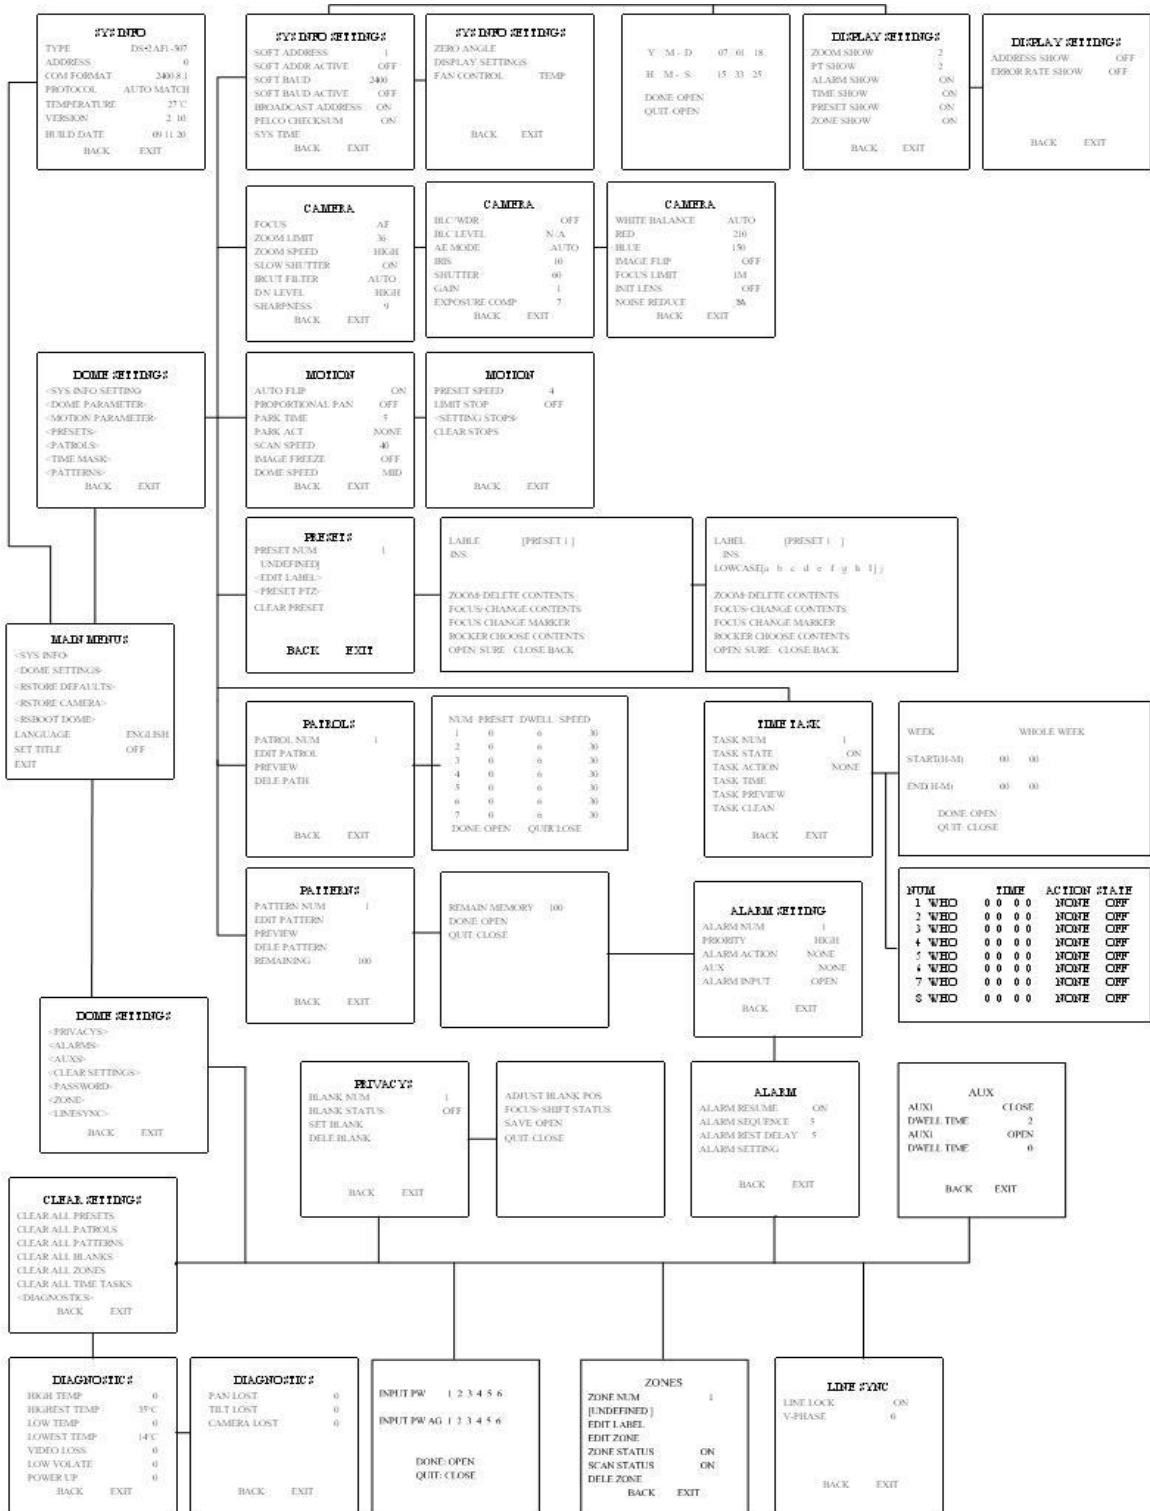 SYS INFO
TYPE DS-2AF1-507
ADDRESS 0
COM FORMAT 2400.8.1
PROTOCOL AUTO MATCH
TEMPERATURE 27°C
VERSION 2 10
BUILD DATE 09 11 20
BACK EXIT
SYS INFO SETTINGS
SOFT ADDRESS 1
SOFT ADDR ACTIVE OFF
SOFT BAUD 2400
SOFT BAUD ACTIVE OFF
BROADCAST ADDRESS ON
PELCO CHECKSUM ON
SYS TIME
BACK EXIT
SYS INFO SETTINGS
ZERO ANGLE
DISPLAY SETTINGS
FAN CONTROL TEMP
BACK EXIT
Y M - D 07 01 18
H M - S 15 33 25
DONE: OPEN
QUIT: OPEN
DISPLAY SETTINGS
ZOOM SHOW 2
PT SHOW 2
ALARM SHOW ON
TIME SHOW ON
PRESET SHOW ON
ZONE SHOW ON
BACK EXIT
DISPLAY SETTINGS
ADDRESS SHOW OFF
ERROR RATE SHOW OFF
BACK EXIT
CAMERA
FOCUS AF
ZOOM LIMIT 36
ZOOM SPEED HIGH
SLOW SHUTTER ON
IRCUT FILTER AUTO
D/N LEVEL HIGH
SHARPNESS 9
BACK EXIT
CAMERA
BLC/WDR OFF
BLC LEVEL N/A
AE MODE AUTO
IRIS 10
SHUTTER 60
GAIN 1
EXPOSURE COMP 7
BACK EXIT
CAMERA
WHITE BALANCE AUTO
RED 210
BLUE 150
IMAGE FLIP OFF
FOCUS LIMIT 1M
INIT LENS OFF
NOISE REDUCE
BACK EXIT
DOME SETTINGS
<SYS INFO SETTING
<DOME PARAMETER>
<MOTION PARAMETER>
<PRESETS>
<PATROLS>
<TIME MASK>
<PATTERNS>
BACK EXIT
MOTION
AUTO FLIP ON
PROPORTIONAL PAN OFF
PARK TIME 5
PARK ACT NONE
SCAN SPEED 40
IMAGE FREEZE OFF
DOME SPEED MID
BACK EXIT
MOTION
PRESET SPEED 4
LIMIT STOP OFF
<SETTING STOPS>
CLEAR STOPS
BACK EXIT
PRESETS
PRESET NUM 1
UNDEFINED]
<EDIT LABEL>
<PRESET PTZ>
CLEAR PRESET
BACK EXIT
LABLE [PRESET 1 ]
INS
ZOOM-DELETE CONTENTS
FOCUS-CHANGE CONTENTS
FOCUS CHANGE MARKER
ROCKER CHOOSE CONTENTS
OPEN: SURE CLOSE BACK
LABEL [PRESET 1 ]
INS
LOWCASE[a b c d e f g h I] j
ZOOM-DELETE CONTENTS
FOCUS-CHANGE CONTENTS
FOCUS CHANGE MARKER
ROCKER CHOOSE CONTENTS
OPEN: SURE CLOSE BACK
MAIN MENUS
<SYS INFO>
<DOME SETTINGS>
<RSTORE DEFAULTS>
<RSTORE CAMERA>
<RSBOOT DOME>
LANGUAGE ENGLISH
SET TITLE OFF
EXIT
PATROLS
PATROL NUM 1
EDIT PATROL
PREVIEW
DELE PATH
BACK EXIT
NUM PRESET DWELL SPEED
1 0 6 30
2 0 6 30
3 0 6 30
4 0 6 30
5 0 6 30
6 0 6 30
7 0 6 30
DONE: OPEN QUIT:CLOSE
TIME TASK
TASK NUM 1
TASK STATE ON
TASK ACTION NONE
TASK TIME
TASK PREVIEW
TASK CLEAN
BACK EXIT
WEEK WHOLE WEEK
START(H-M) 00 00
END(H-M) 00 00
DONE: OPEN
QUIT: CLOSE
PATTERNS
PATTERN NUM 1
EDIT PATTERN
PREVIEW
DELE PATTERN
REMAINING 100
BACK EXIT
REMAIN MEMORY 100
DONE: OPEN
QUIT: CLOSE
ALARM SETTING
ALARM NUM 1
PRIORITY HIGH
ALARM ACTION NONE
AUX NONE
ALARM INPUT OPEN
BACK EXIT
NUM TIME ACTION STATE
1 WHO 0 0 0 0 NONE OFF
2 WHO 0 0 0 0 NONE OFF
3 WHO 0 0 0 0 NONE OFF
4 WHO 0 0 0 0 NONE OFF
5 WHO 0 0 0 0 NONE OFF
6 WHO 0 0 0 0 NONE OFF
7 WHO 0 0 0 0 NONE OFF
8 WHO 0 0 0 0 NONE OFF
DOME SETTINGS
<PRIVACYS>
<ALARMS>
<AUXS>
<CLEAR SETTINGS>
<PASSWORD>
<ZONE>
<LINESYNC>
BACK EXIT
PRIVACYS
BLANK NUM 1
BLANK STATUS: OFF
SET BLANK
DELE BLANK
BACK EXIT
ADJUST BLANK POS
FOCUS-SHIFT STATUS
SAVE: OPEN
QUIT: CLOSE
ALARM
ALARM RESUME ON
ALARM SEQUENCE 5
ALARM REST DELAY 5
ALARM SETTING
BACK EXIT
AUX
AUX1 CLOSE
DWELL TIME 2
AUX1 OPEN
DWELL TIME 0
BACK EXIT
CLEAR SETTINGS
CLEAR ALL PRESETS
CLEAR ALL PATROLS
CLEAR ALL PATTERNS
CLEAR ALL BLANKS
CLEAR ALL ZONES
CLEAR ALL TIME TASKS
<DIAGNOSTICS>
BACK EXIT
DIAGNOSTICS
HIGH TEMP 0
HIGHEST TEMP 35°C
LOW TEMP 0
LOWEST TEMP 14°C
VIDEO LOSS 0
LOW VOLATE 0
POWER UP 0
BACK EXIT
DIAGNOSTICS
PAN LOST 0
TILT LOST 0
CAMERA LOST 0
BACK EXIT
INPUT PW 1 2 3 4 5 6
INPUT PW AG 1 2 3 4 5 6
DONE: OPEN
QUIT: CLOSE
ZONES
ZONE NUM 1
[UNDEFINED ]
EDIT LABEL
EDIT ZONE
ZONE STATUS ON
SCAN STATUS ON
DELE ZONE
BACK EXIT
LINE SYNC
LINE LOCK ON
V-PHASE 0
BACK EXIT